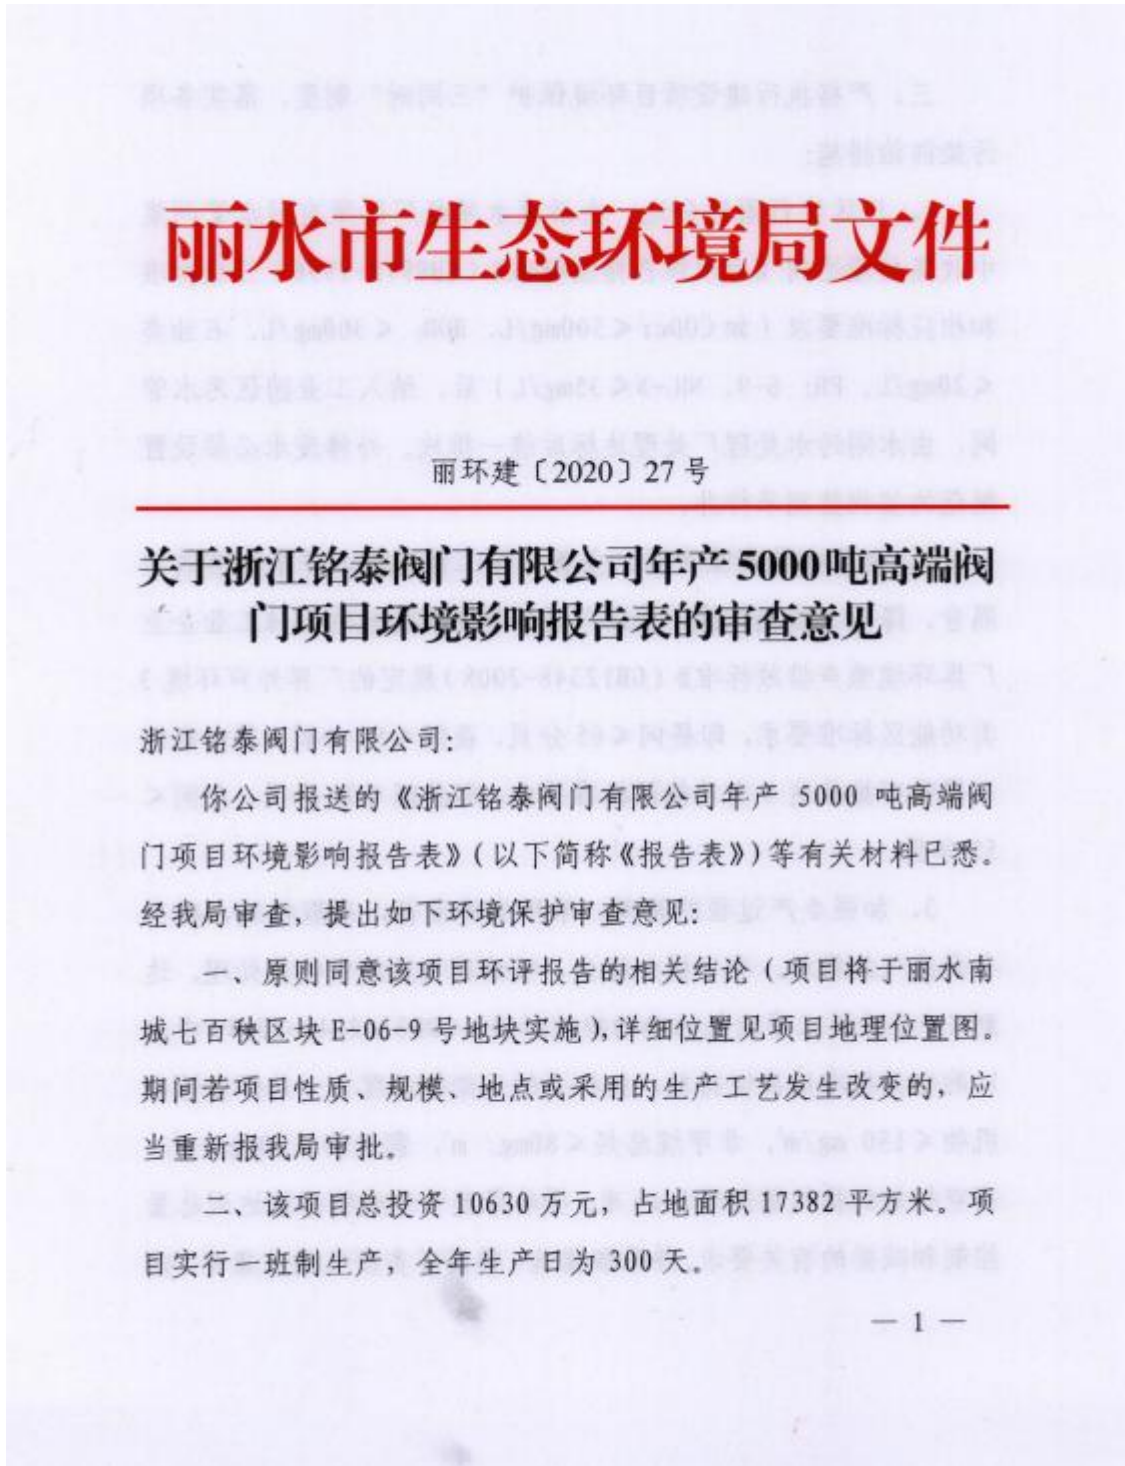 丽水市生态环境局文件
丽环建〔2020〕27号
关于浙江铭泰阀门有限公司年产5000吨高端阀
门项目环境影响报告表的审查意见
浙江铭泰阀门有限公司:
你公司报送的《浙江铭泰阀门有限公司年产 5000 吨高端阀
门项目环境影响报告表》(以下简称《报告表》)等有关材料已悉。
经我局审查，提出如下环境保护审查意见:
一、原则同意该项目环评报告的相关结论（项目将于丽水南
城七百秧区块E-06-9号地块实施),详细位置见项目地理位置图。
期间若项目性质、规模、地点或采用的生产工艺发生改变的，应
当重新报我局审批。
二、该项目总投资10630万元，占地面积17382平方米。项
目实行一班制生产，全年生产日为300天。
— 1 —